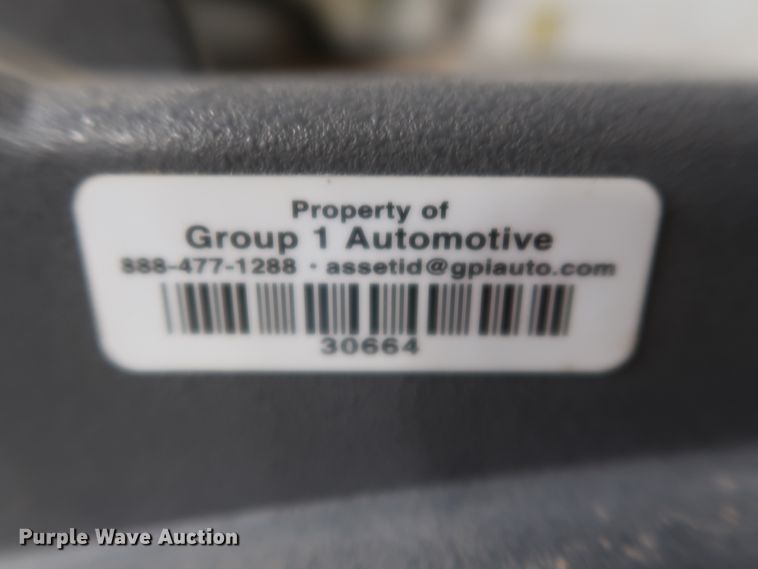 Property of
Group 1 Automotive
888-477-1288 · assetid@gpiauto.com
30664
Purple Wave Auction